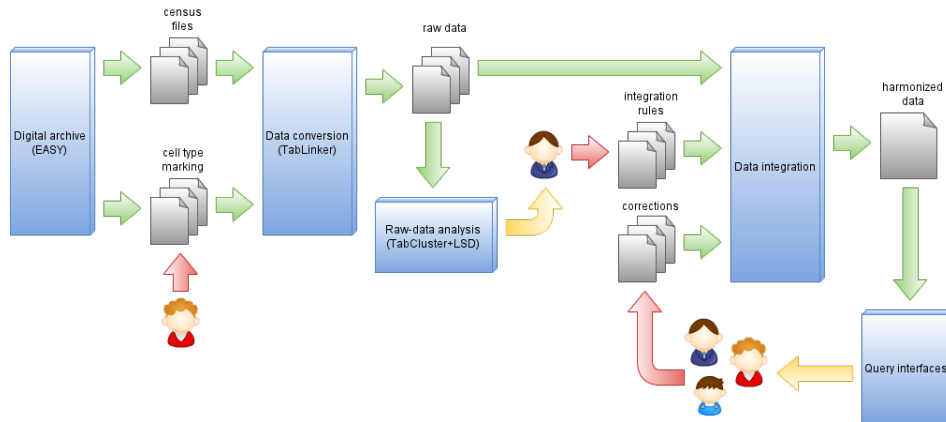 census
files
raw data
harmonized
data
integration
rules
Digital archive
(EASY)
Data conversion
(TabLinker)
cell type
marking
Data integration
corrections
Raw-data analysis
(TabCluster+LSD)
Query interfaces